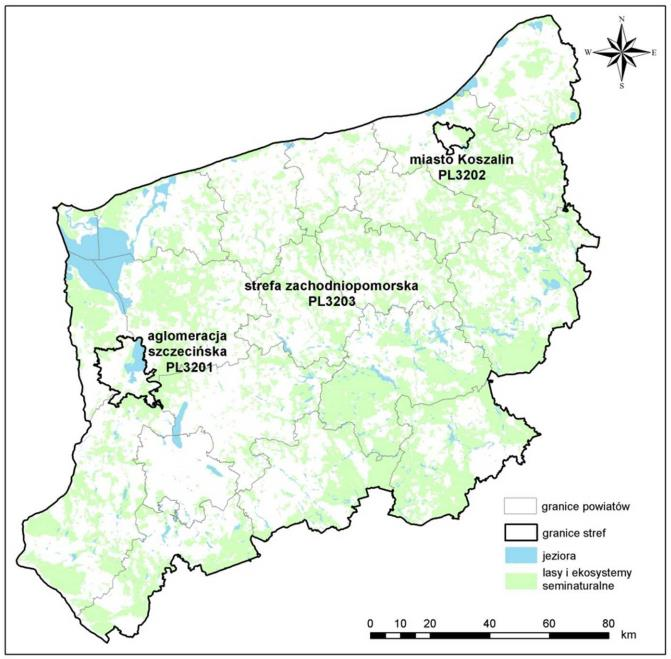 N
W E
S
miasto Koszalin
PL3202
strefa zachodniopomorska
PL3203
aglomeracja
szczecińska
PL3201
granice powiatów
granice stref
jeziora
lasy i ekosystemy
seminaturalne
0 10 20 40 60 80
km